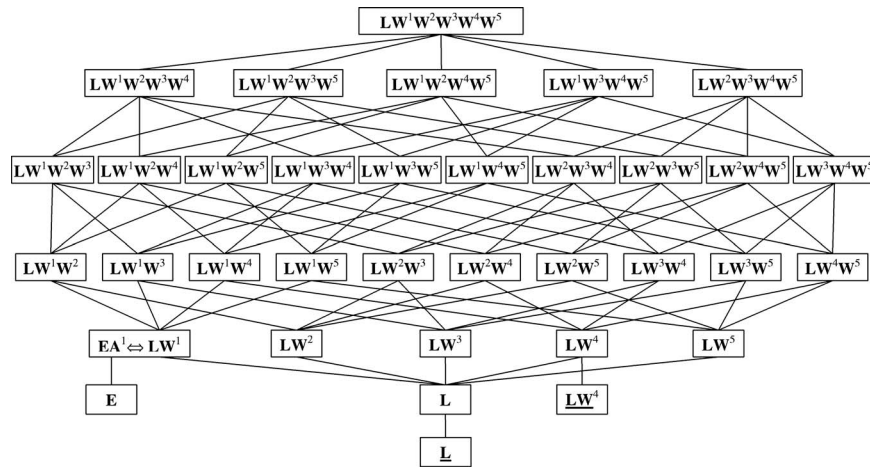 LW¹W²W³W⁴W⁵
LW¹W²W³W⁴ LW¹W²W³W⁵ LW¹W²W⁴W⁵ LW¹W³W⁴W⁵ LW²W³W⁴W⁵
LW¹W²W³ LW¹W²W⁴ LW¹W²W⁵ LW¹W³W⁴ LW¹W³W⁵ LW¹W⁴W⁵ LW²W³W⁴ LW²W³W⁵ LW²W⁴W⁵ LW³W⁴W⁵
LW¹W² LW¹W³ LW¹W⁴ LW¹W⁵ LW²W³ LW²W⁴ LW²W⁵ LW³W⁴ LW³W⁵ LW⁴W⁵
EA¹⇔LW¹ LW² LW³ LW⁴ LW⁵
E L LW⁴
L